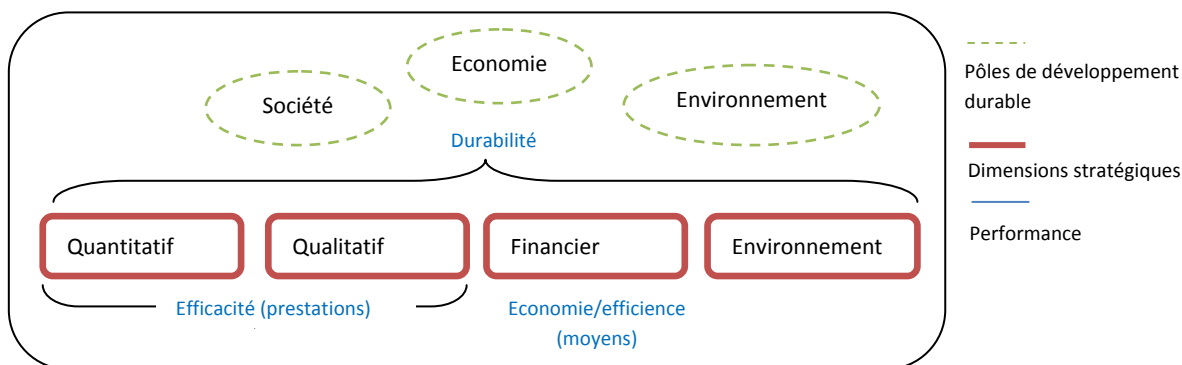 Economie
Société
Environnement
Durabilité
Quantitatif
Qualitatif
Financier
Environnement
Efficacité (prestations)
Economie/efficience
(moyens)
Pôles de développement
durable
Dimensions stratégiques
Performance